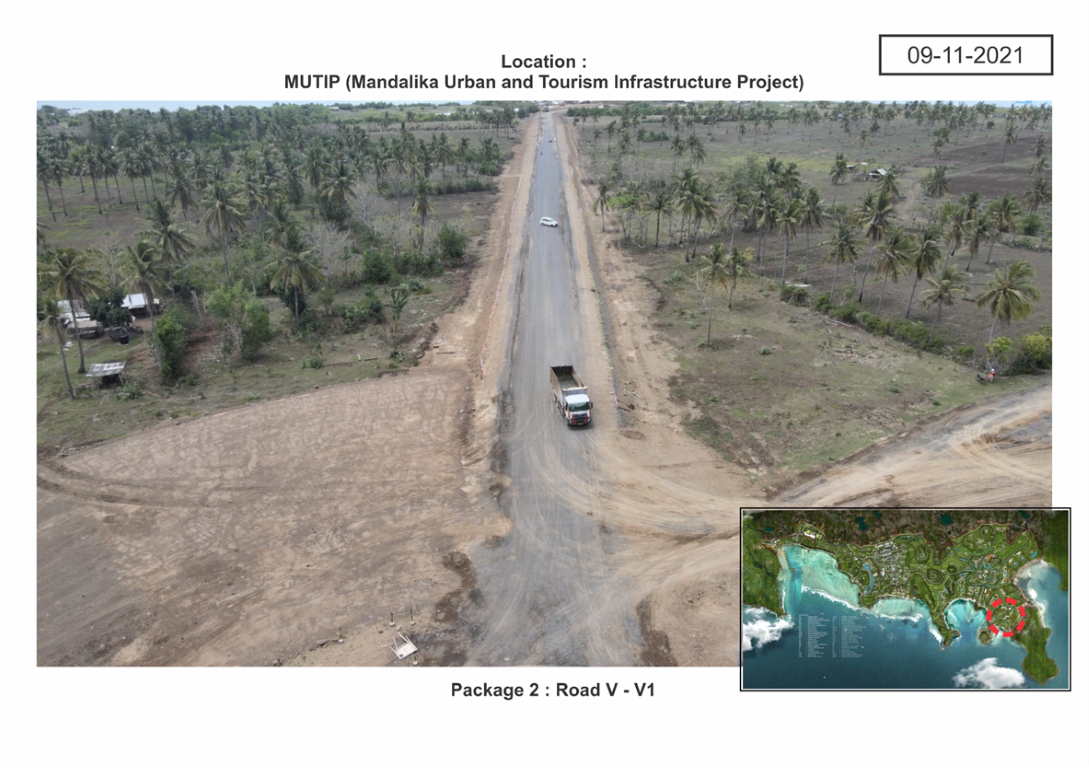 09-11-2021
Location :
MUTIP (Mandalika Urban and Tourism Infrastructure Project)
Package 2 : Road V - V1